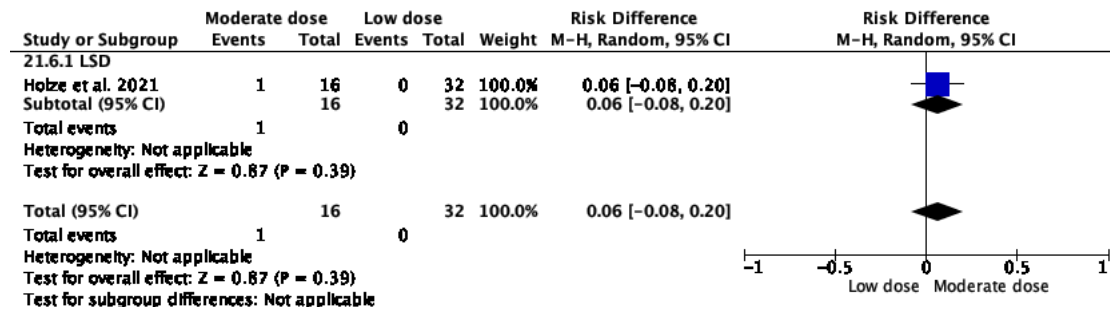 Moderate dose Low dose Risk Difference Risk Difference
Study or Subgroup Events Total Events Total Weight M-H, Random, 95% CI M-H, Random, 95% CI
21.6.1 LSD
Holze et al. 2021 1 16 0 32 100.0% 0.06 [-0.08, 0.20]
Subtotal (95% CI) 16 32 100.0% 0.06 [-0.08, 0.20]
Total events 1 0
Heterogeneity: Not applicable
Test for overall effect: Z = 0.87 (P = 0.39)
Total (95% CI) 16 32 100.0% 0.06 [-0.08, 0.20]
Total events 1 0
Heterogeneity: Not applicable
Test for overall effect: Z = 0.87 (P = 0.39)
Test for subgroup differences: Not applicable
-1 -0.5 0 0.5 1
Low dose Moderate dose